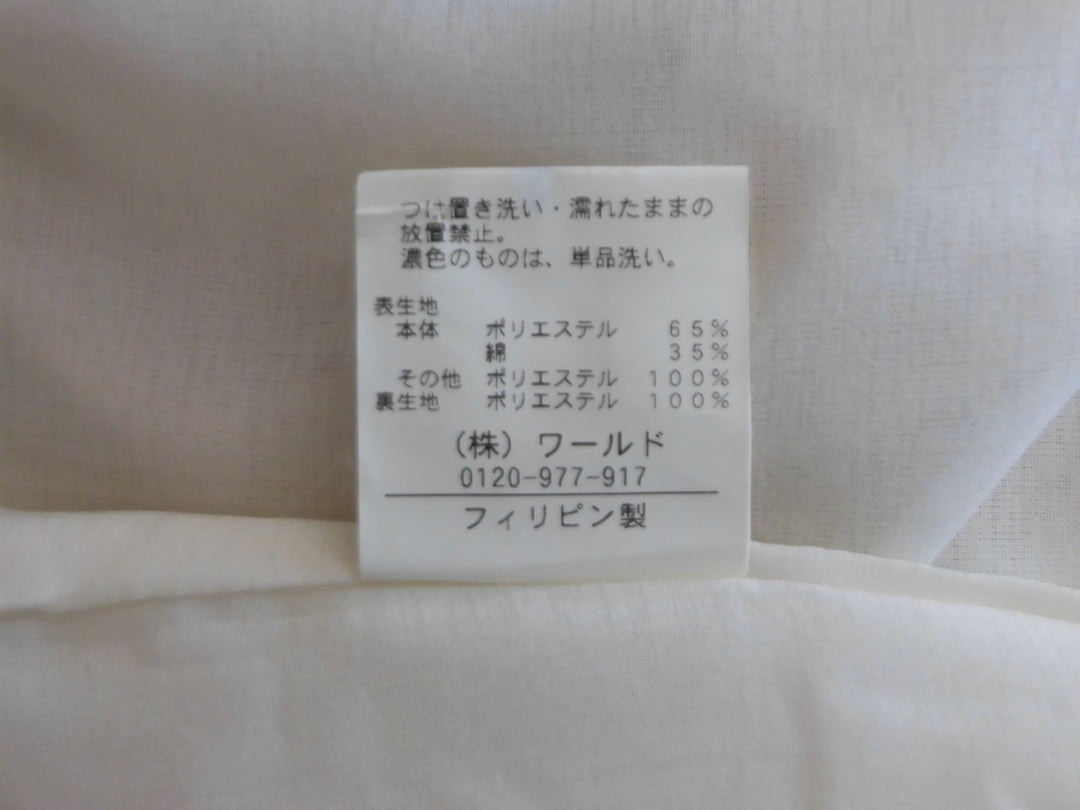 つけ置き洗い・濡れたままの
放置禁止。
濃色のものは、単品洗い。
表生地
本体 ポリエステル 65%
綿 35%
その他 ポリエステル 100%
裏生地 ポリエステル 100%
(株)ワールド
0120-977-917
フィリピン製